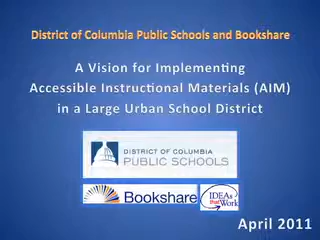 District of Columbia Public Schools and Bookshare
A Vision for Implementing
Accessible Instructional Materials (AIM)
in a Large Urban School District
DISTRICT OF COLUMBIA
PUBLIC SCHOOLS
Bookshare
IDEAs
that
Work
April 2011